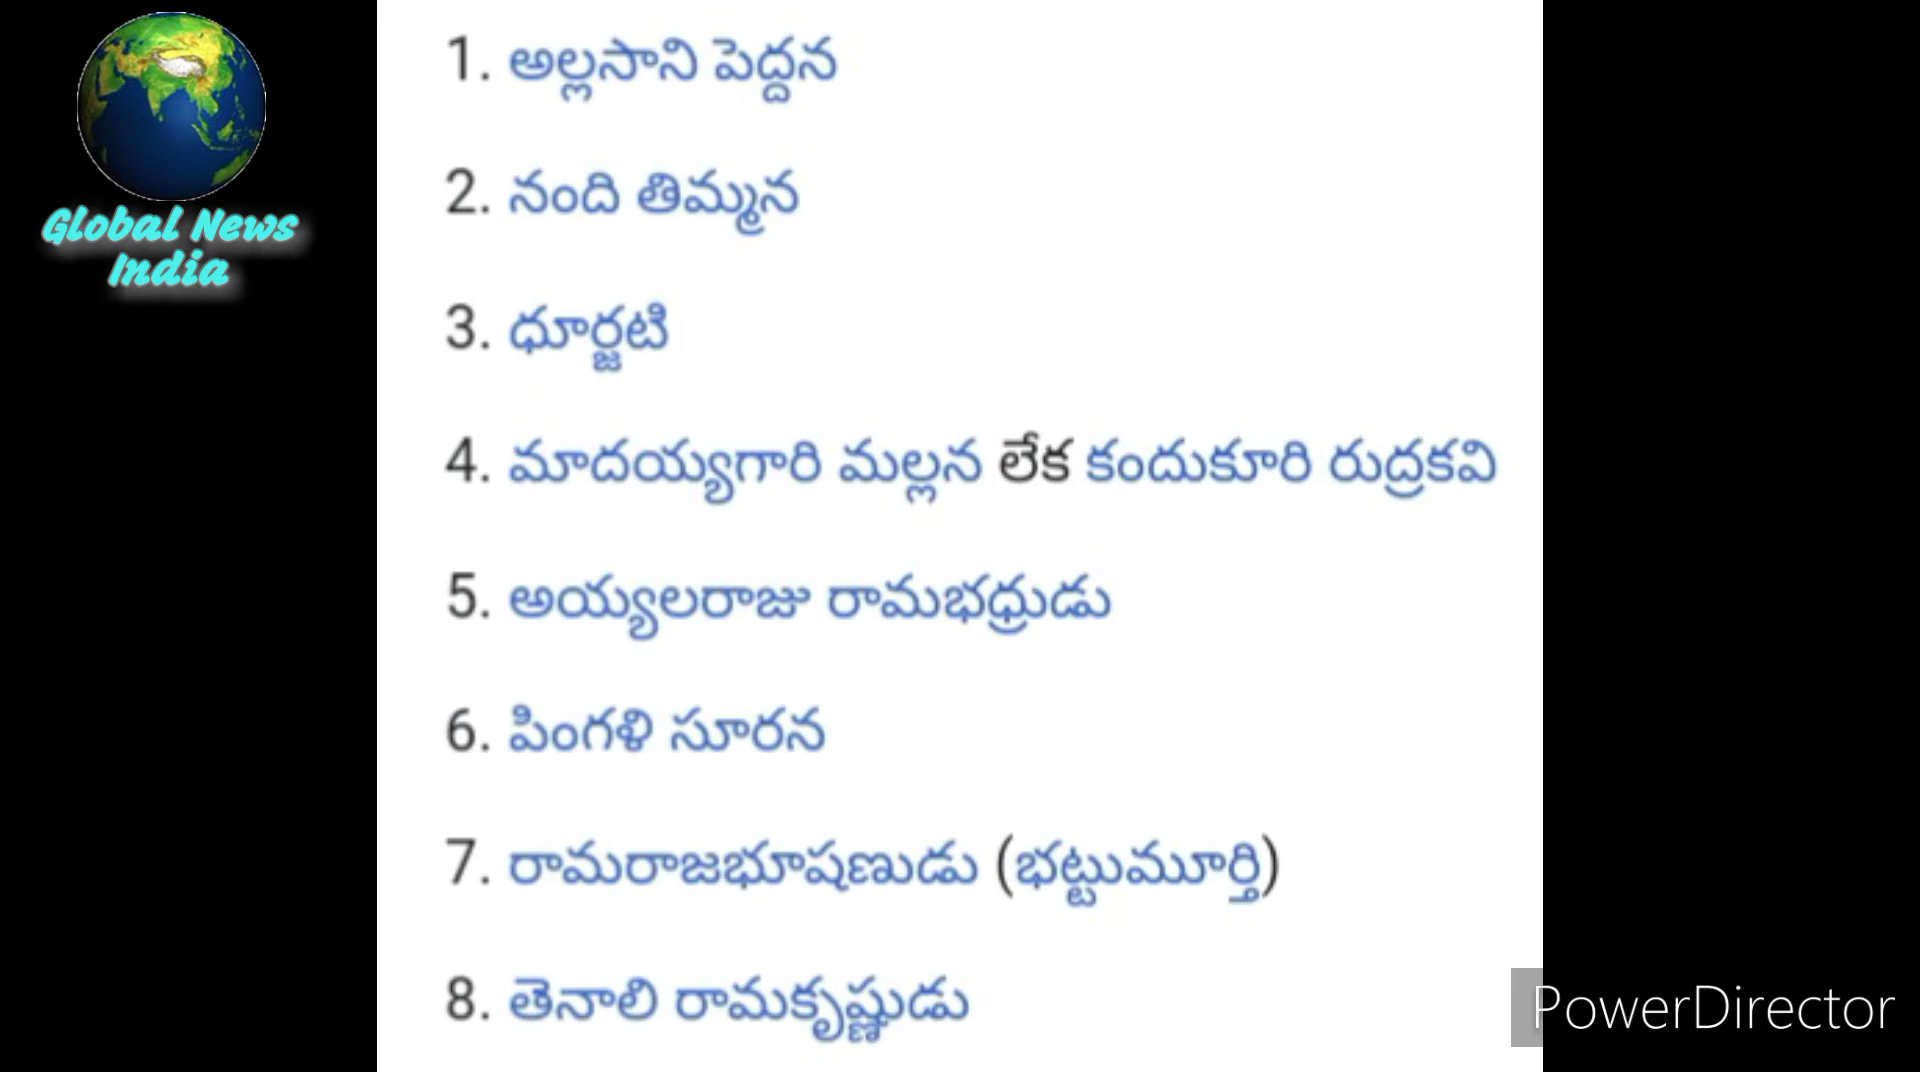 Global News
India
1. అల్లసాని పెద్దన
2. నంది తిమ్మన
3. ధూర్జటి
4. మాదయ్యగారి మల్లన లేక కందుకూరి రుద్రకవి
5. అయ్యలరాజు రామభధ్రుడు
6. పింగళి సూరన
7. రామరాజభూషణుడు (భట్టుమూర్తి)
8. తెనాలి రామకృష్ణుడు
PowerDirector